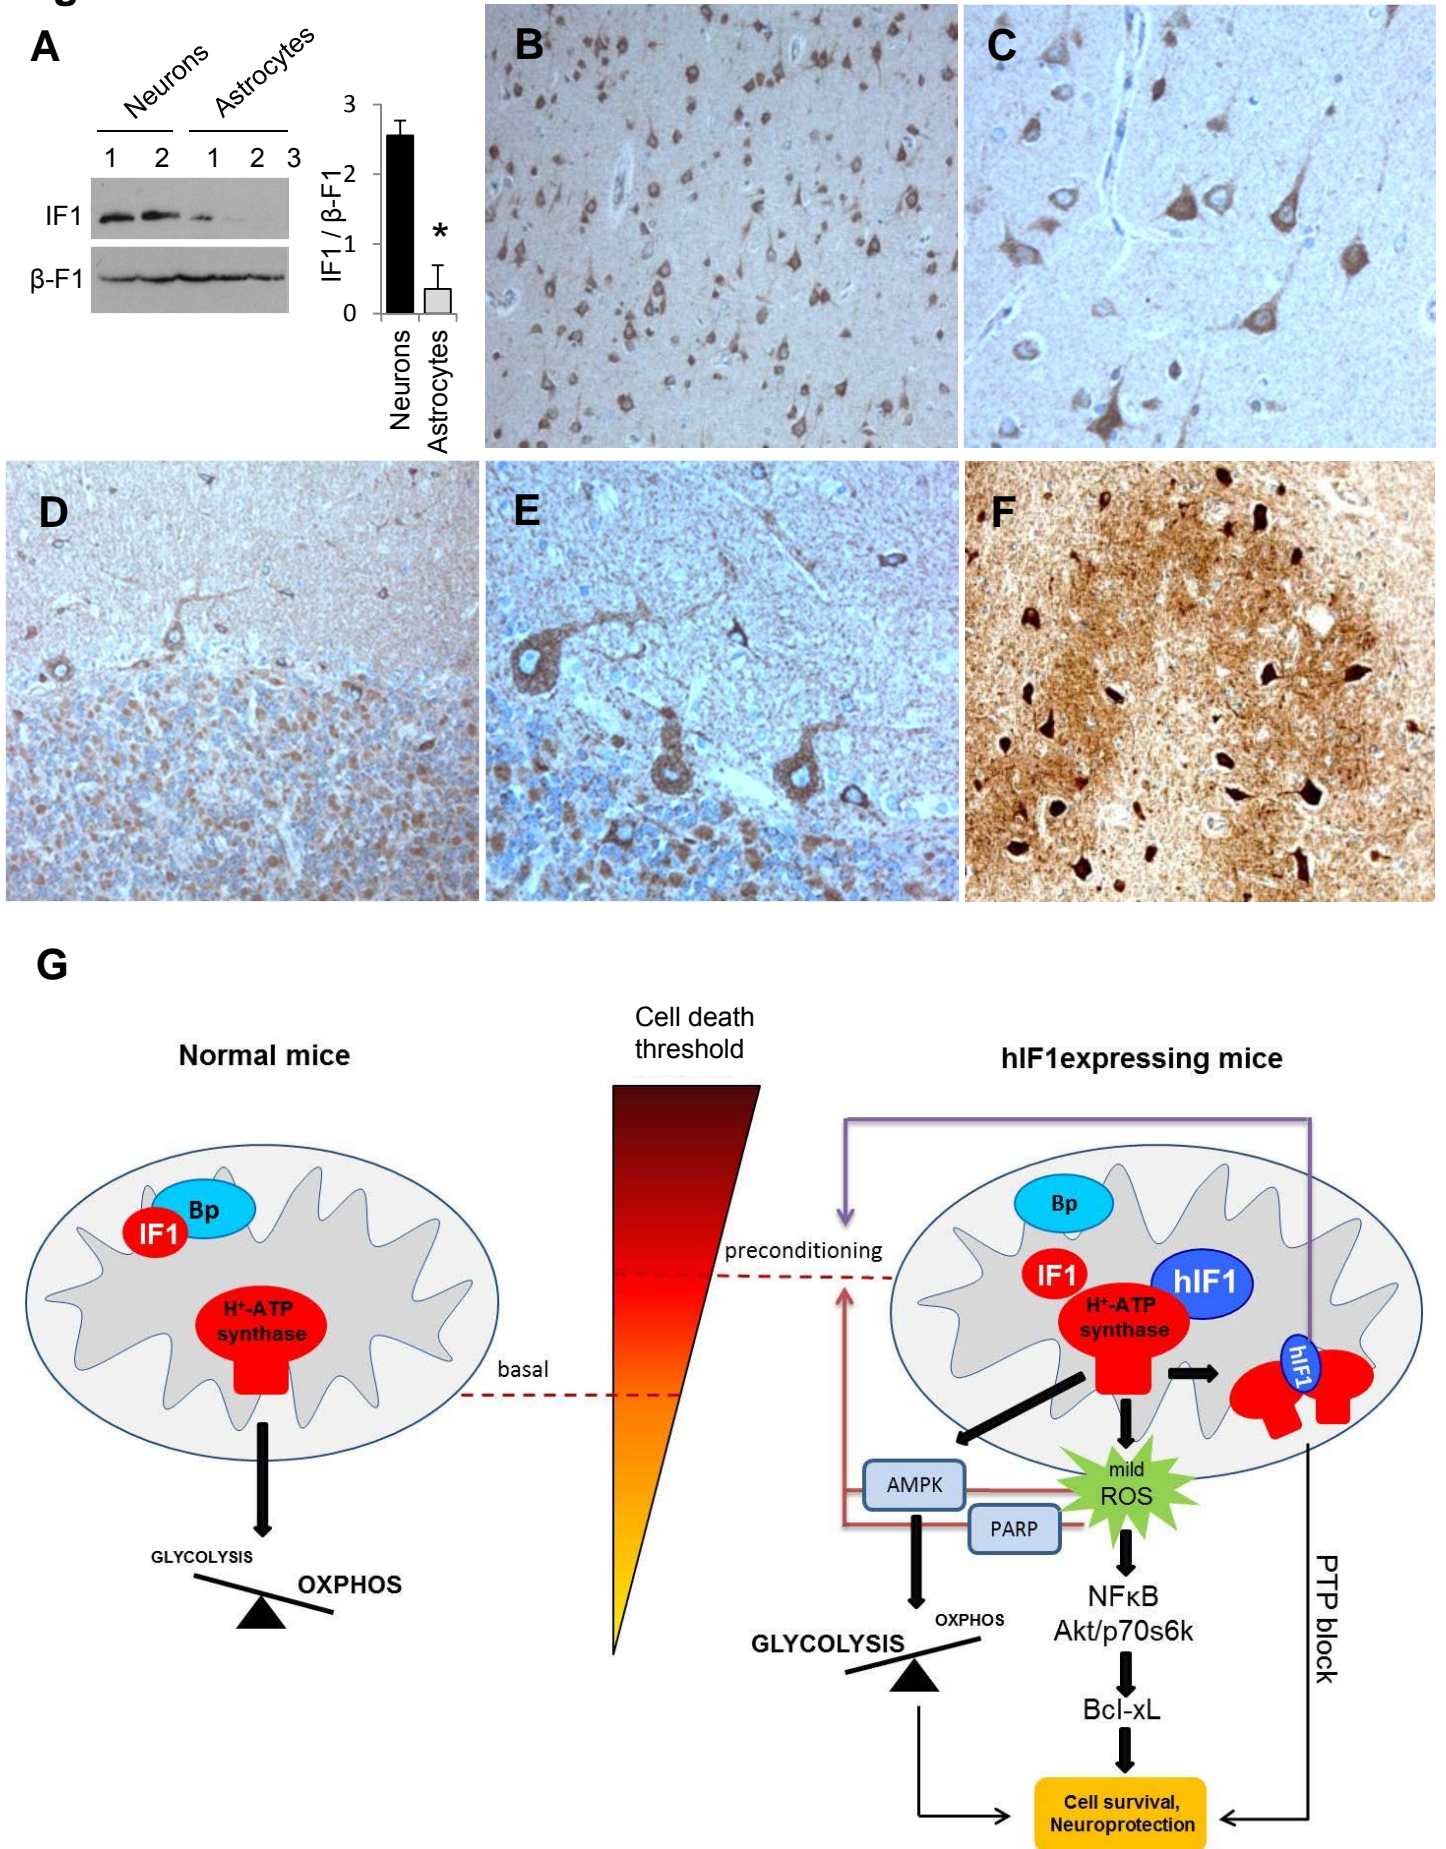 A
Neurons
Astrocytes
1 2 1 2 3
IF1
β-F1
IF1 / β-F1
3
2
1
0
*
Neurons
Astrocytes
B
C
D
E
F
G
Normal mice
Cell death
threshold
hIF1expressing mice
Bp
IF1
H⁺-ATP
synthase
GLYCOLYSIS
OXPHOS
basal
preconditioning
Bp
IF1
hIF1
H⁺-ATP
synthase
hIF1
AMPK
PARP
mild
ROS
NFκB
Akt/p70s6k
Bcl-xL
OXPHOS
GLYCOLYSIS
PTP block
Cell survival,
Neuroprotection